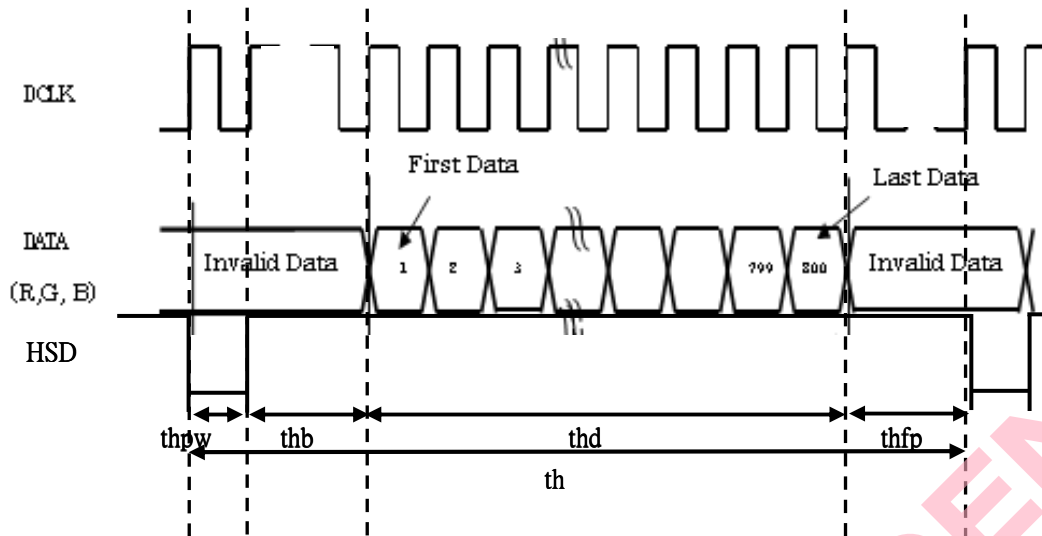 DCLK
First Data
Last Data
DATA
(R,G, B)
Invalid Data
1
2
3
799
800
Invalid Data
HSD
thpw
thb
thd
thfp
th